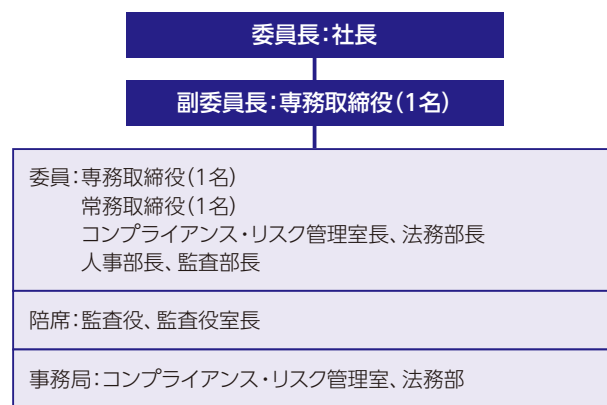 委員長：社長
副委員長：専務取締役（1名）
委員：専務取締役（1名）
常務取締役（1名）
コンプライアンス・リスク管理室長、法務部長
人事部長、監査部長
陪席：監査役、監査役室長
事務局：コンプライアンス・リスク管理室、法務部